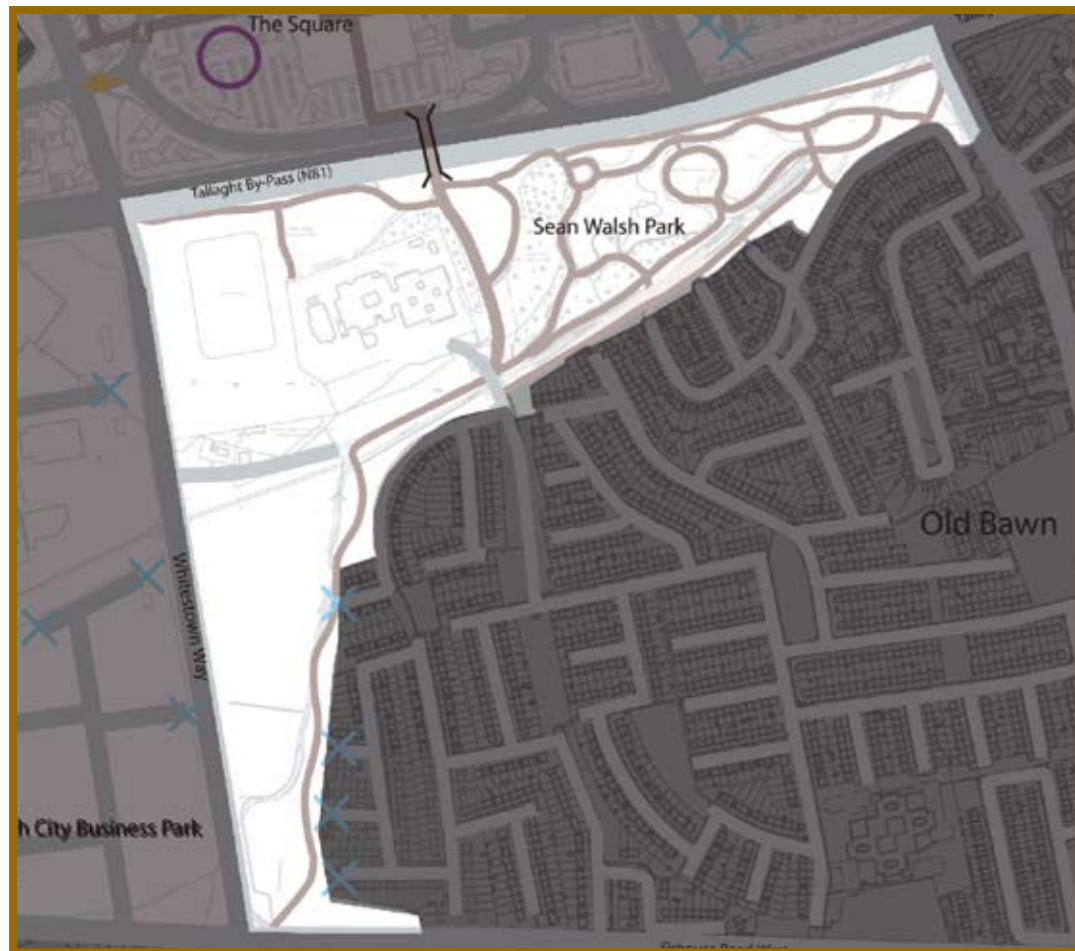 The Square
Tallaght By-Pass (N81)
Sean Walsh Park
Old Bawn
Whitestown Way
h City Business Park